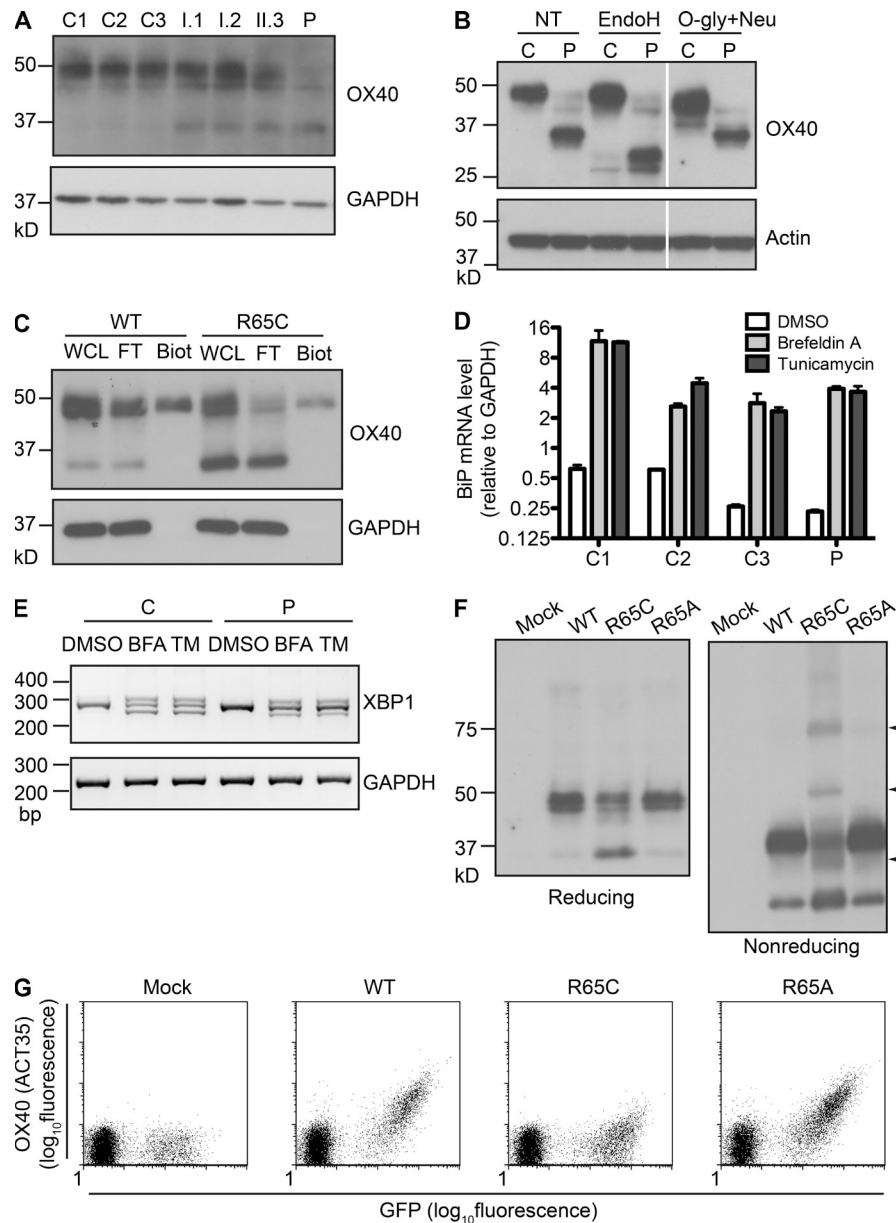 A
C1 C2 C3 I.1 I.2 II.3 P
50
37
OX40
37
kD
GAPDH
B
NT EndoH O-gly+Neu
C P C P C P
50
37
25
OX40
50
37
kD
Actin
C
WT R65C
WCL FT Biot WCL FT Biot
50
37
OX40
37
kD
GAPDH
D
BiP mRNA level
(relative to GAPDH)
16
8
4
2
1
0.5
0.25
0.125
DMSO
Brefeldin A
Tunicamycin
C1 C2 C3 P
E
C P
DMSO BFA TM DMSO BFA TM
400
300
200
XBP1
300
200
bp
GAPDH
F
Mock WT R65C R65A
75
50
37
kD
Reducing
Mock WT R65C R65A
Nonreducing
G
Mock WT R65C R65A
OX40 (ACT35)
(log10fluorescence)
1 1 1 1
GFP (log10fluorescence)